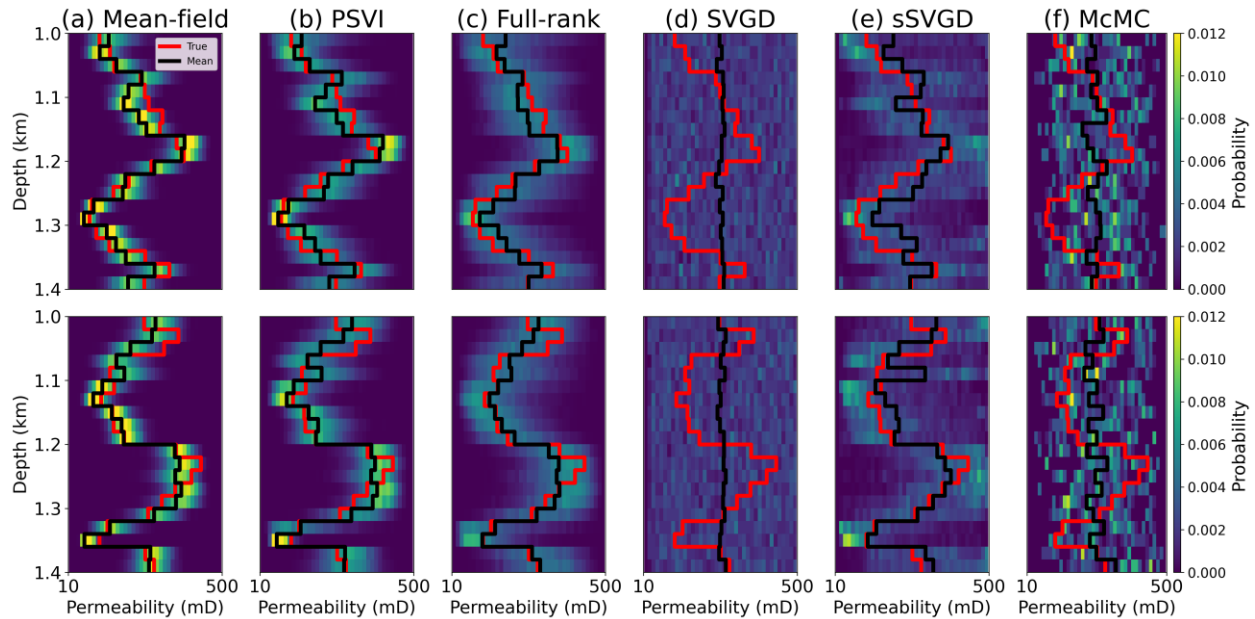 (a) Mean-field (b) PSVI (c) Full-rank (d) SVGD (e) sSVGD (f) McMC
True
Mean
1.0
1.1
1.2
1.3
1.4
Depth (km)
0.012
0.010
0.008
0.006
0.004
0.002
0.000
Probability
1.0
1.1
1.2
1.3
1.4
Depth (km)
0.012
0.010
0.008
0.006
0.004
0.002
0.000
Probability
10 500 10 500 10 500 10 500 10 500 10 500
Permeability (mD) Permeability (mD) Permeability (mD) Permeability (mD) Permeability (mD) Permeability (mD)